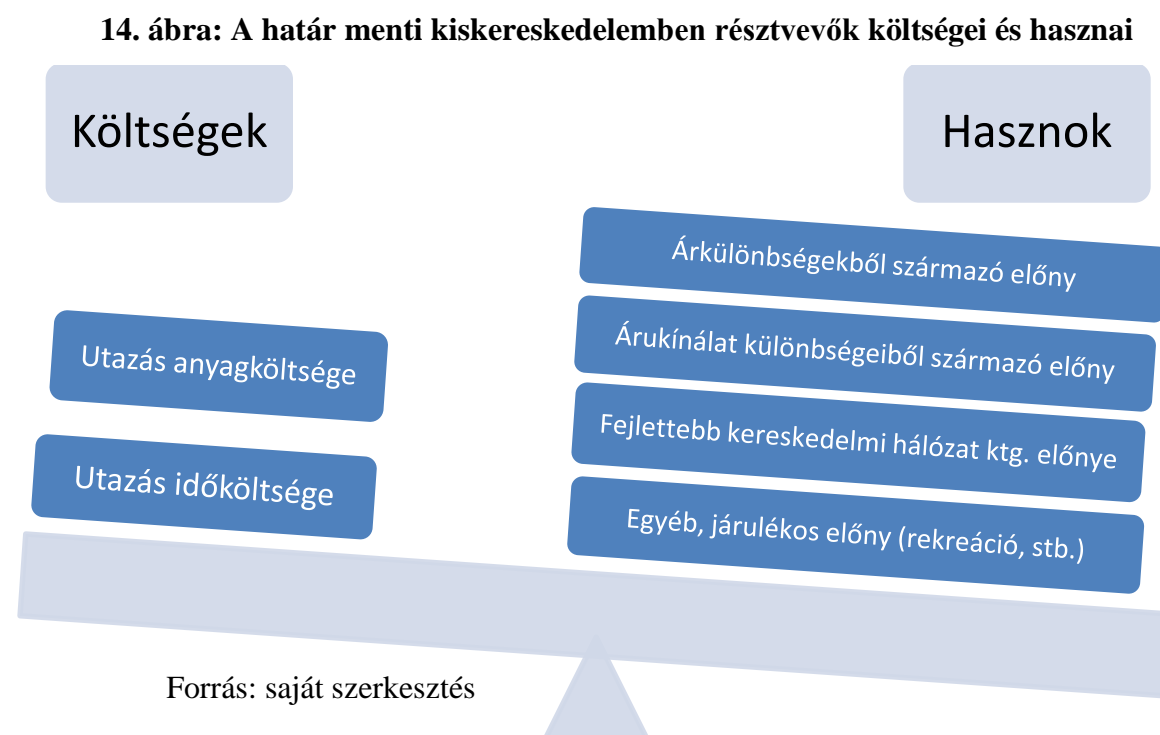 14. ábra: A határ menti kiskereskedelemben résztvevők költségei és hasznai
Költségek
Hasznok
Utazás anyagköltsége
Utazás időköltsége
Árkülönbségekből származó előny
Árukínálat különbségeiből származó előny
Fejlettebb kereskedelmi hálózat ktg. előnye
Egyéb, járulékos előny (rekreáció, stb.)
Forrás: saját szerkesztés